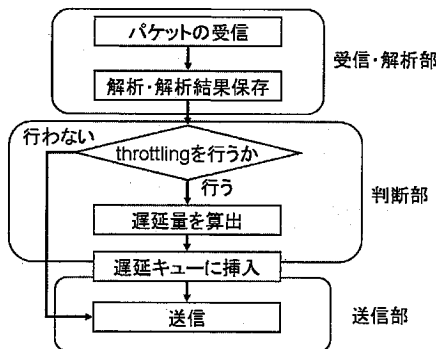 パケットの受信
受信・解析部
解析・解析結果保存
行わない
throttlingを行うか
行う
判断部
遅延量を算出
遅延キューに挿入
送信
送信部